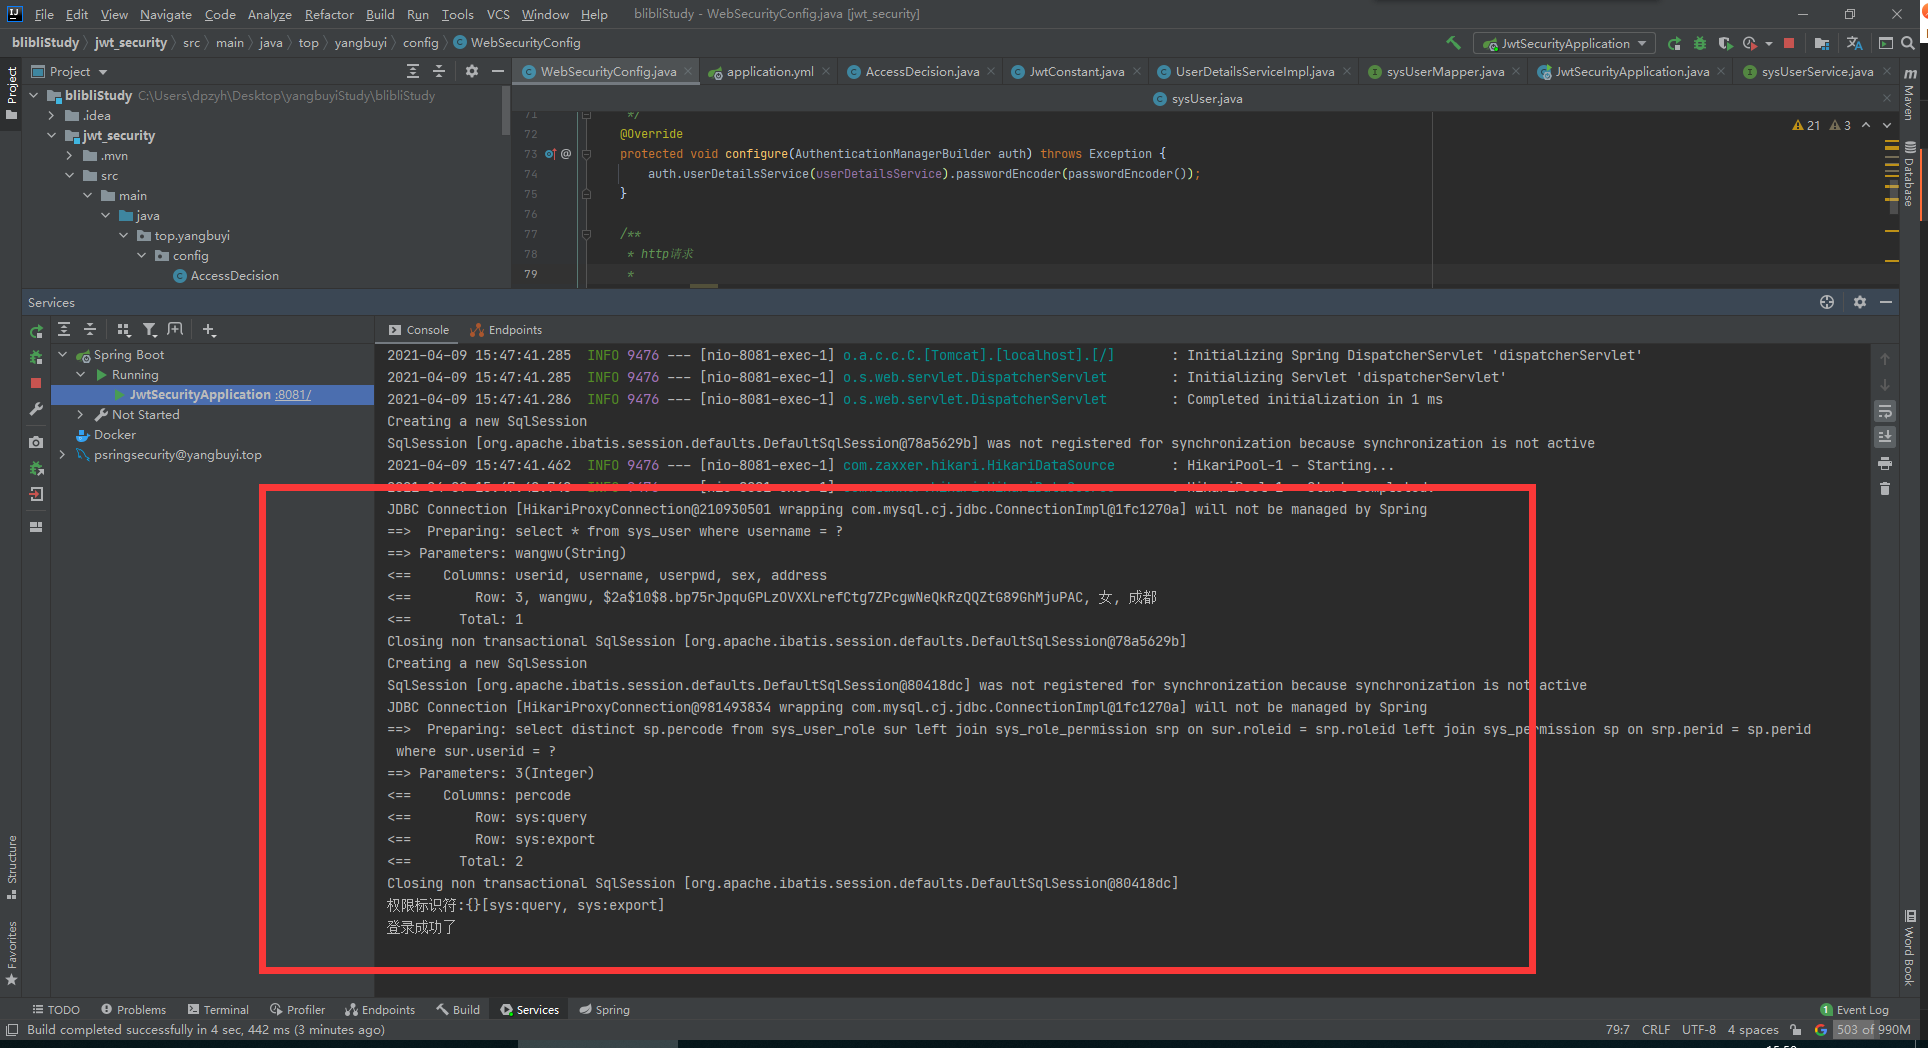 File Edit View Navigate Code Analyze Refactor Build Run Tools VCS Window Help blibliStudy - WebSecurityConfig.java [jwt_security]
blibliStudy jwt_security src main java top yangbuyi config WebSecurityConfig JwtSecurityApplication
Project
Project
WebSecurityConfig.java application.yml AccessDecision.java JwtConstant.java UserDetailsServiceImpl.java sysUserMapper.java JwtSecurityApplication.java sysUserService.java
sysUser.java
blibliStudy C:\Users\dpzyh\Desktop\yangbuyiStudy\blibliStudy
.idea
jwt_security
.mvn
src
main
java
top.yangbuyi
config
AccessDecision
71 */
72 @Override
73 protected void configure(AuthenticationManagerBuilder auth) throws Exception {
74 auth.userDetailsService(userDetailsService).passwordEncoder(passwordEncoder());
75 }
76
77 /**
78 * http请求
79 *
21 3
Maven
Database
Services
Console Endpoints
Spring Boot
Running
JwtSecurityApplication :8081/
Not Started
Docker
psringsecurity@yangbuyi.top
2021-04-09 15:47:41.285 INFO 9476 --- [nio-8081-exec-1] o.a.c.c.C.[Tomcat].[localhost].[/] : Initializing Spring DispatcherServlet 'dispatcherServlet'
2021-04-09 15:47:41.285 INFO 9476 --- [nio-8081-exec-1] o.s.web.servlet.DispatcherServlet : Initializing Servlet 'dispatcherServlet'
2021-04-09 15:47:41.286 INFO 9476 --- [nio-8081-exec-1] o.s.web.servlet.DispatcherServlet : Completed initialization in 1 ms
Creating a new SqlSession
SqlSession [org.apache.ibatis.session.defaults.DefaultSqlSession@78a5629b] was not registered for synchronization because synchronization is not active
2021-04-09 15:47:41.462 INFO 9476 --- [nio-8081-exec-1] com.zaxxer.hikari.HikariDataSource : HikariPool-1 - Starting...
JDBC Connection [HikariProxyConnection@210930501 wrapping com.mysql.cj.jdbc.ConnectionImpl@1fc1270a] will not be managed by Spring
==> Preparing: select * from sys_user where username = ?
==> Parameters: wangwu(String)
<== Columns: userid, username, userpwd, sex, address
<== Row: 3, wangwu, $2a$10$8.bp75rJpquGPLzOVXXLrefCtg7ZPcgwNeQkRzQQZtG89GhMjuPAC, 女, 成都
<== Total: 1
Closing non transactional SqlSession [org.apache.ibatis.session.defaults.DefaultSqlSession@78a5629b]
Creating a new SqlSession
SqlSession [org.apache.ibatis.session.defaults.DefaultSqlSession@80418dc] was not registered for synchronization because synchronization is not active
JDBC Connection [HikariProxyConnection@981493834 wrapping com.mysql.cj.jdbc.ConnectionImpl@1fc1270a] will not be managed by Spring
==> Preparing: select distinct sp.percode from sys_user_role sur left join sys_role_permission srp on sur.roleid = srp.roleid left join sys_permission sp on srp.perid = sp.perid
where sur.userid = ?
==> Parameters: 3(Integer)
<== Columns: percode
<== Row: sys:query
<== Row: sys:export
<== Total: 2
Closing non transactional SqlSession [org.apache.ibatis.session.defaults.DefaultSqlSession@80418dc]
权限标识符:{}[sys:query, sys:export]
登录成功了
Structure
Favorites
Word Book
TODO Problems Terminal Profiler Endpoints Build Services Spring 1 Event Log
Build completed successfully in 4 sec, 442 ms (3 minutes ago) 79:7 CRLF UTF-8 4 spaces 503 of 990M